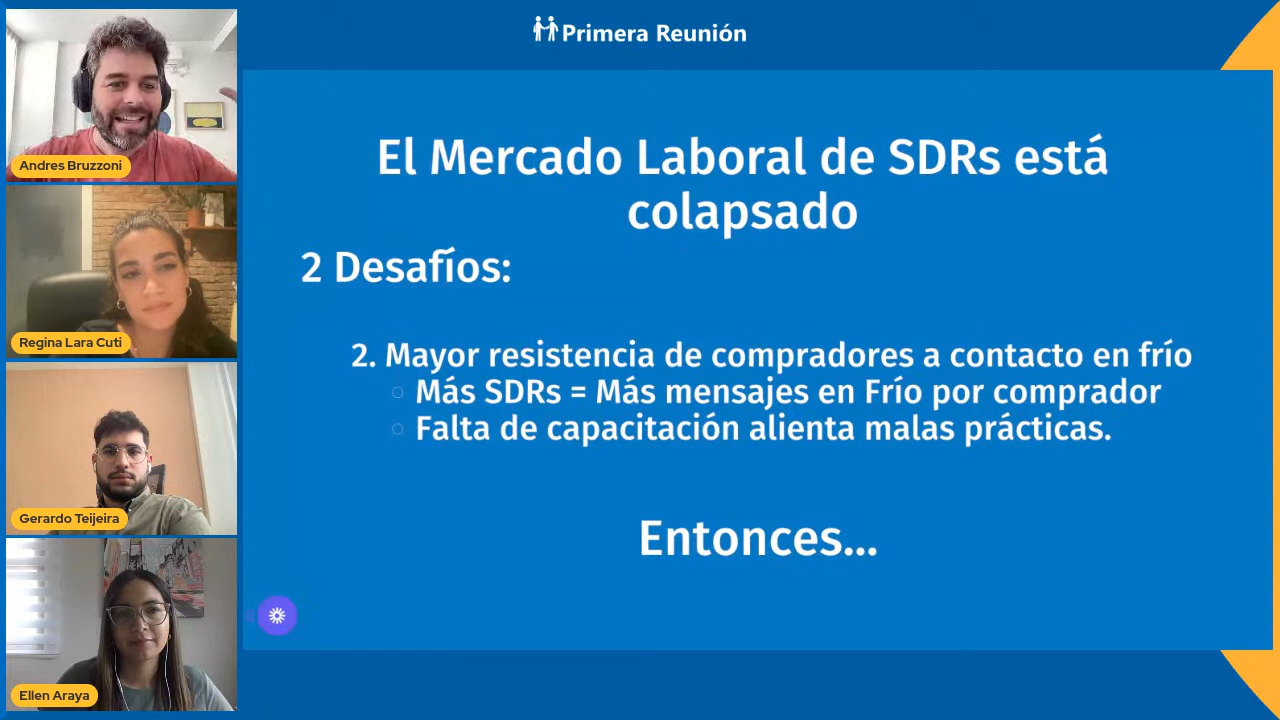 Primera Reunión
El Mercado Laboral de SDRs está
colapsado
2 Desafíos:
2. Mayor resistencia de compradores a contacto en frío
Más SDRs = Más mensajes en Frío por comprador
Falta de capacitación alienta malas prácticas.
Entonces...
Andres Bruzzoni
Regina Lara Cuti
Gerardo Teijeira
Ellen Araya